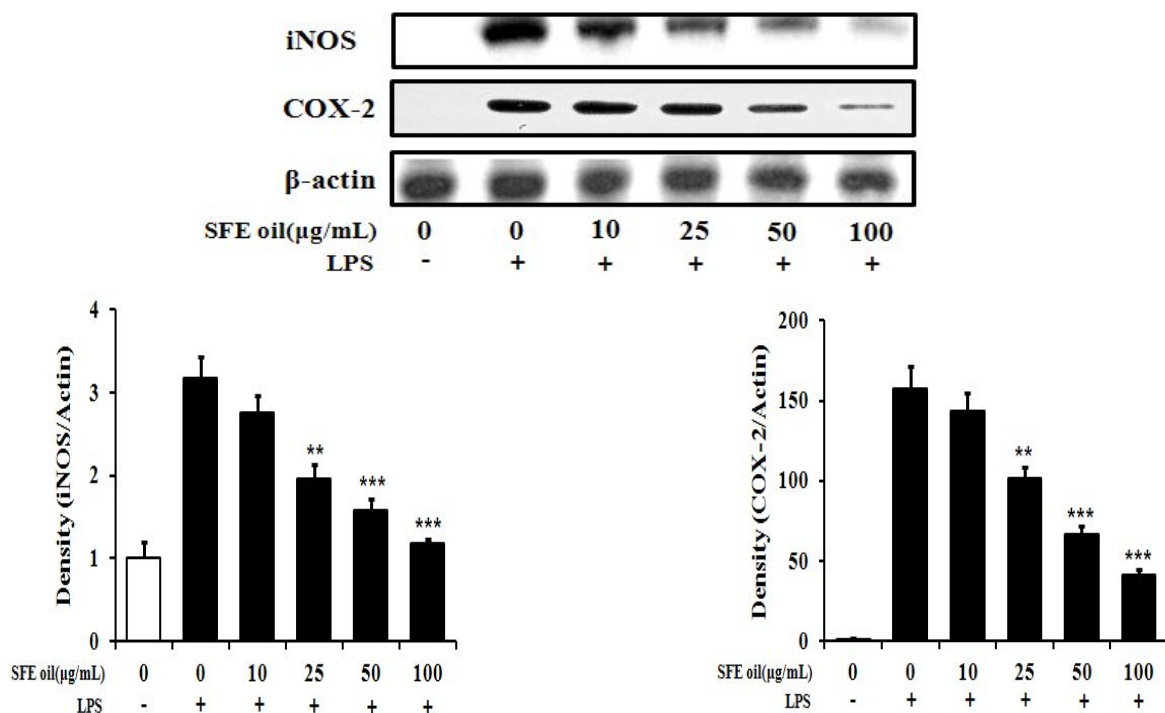 iNOS
COX-2
β-actin
SFE oil(µg/mL) 0 0 10 25 50 100
LPS - + + + + +
Density (iNOS/Actin)
4
3
2
1
0
** *** ***
SFE oil(µg/mL) 0 0 10 25 50 100
LPS - + + + + +
Density (COX-2/Actin)
200
150
100
50
0
** *** ***
SFE oil(µg/mL) 0 0 10 25 50 100
LPS - + + + + +